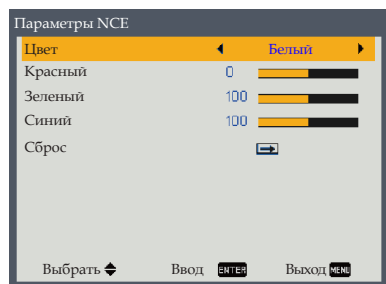 Параметры NCE
Цвет Белый
Красный 0
Зеленый 100
Синий 100
Сброс
Выбрать Ввод ENTER Выход MENU